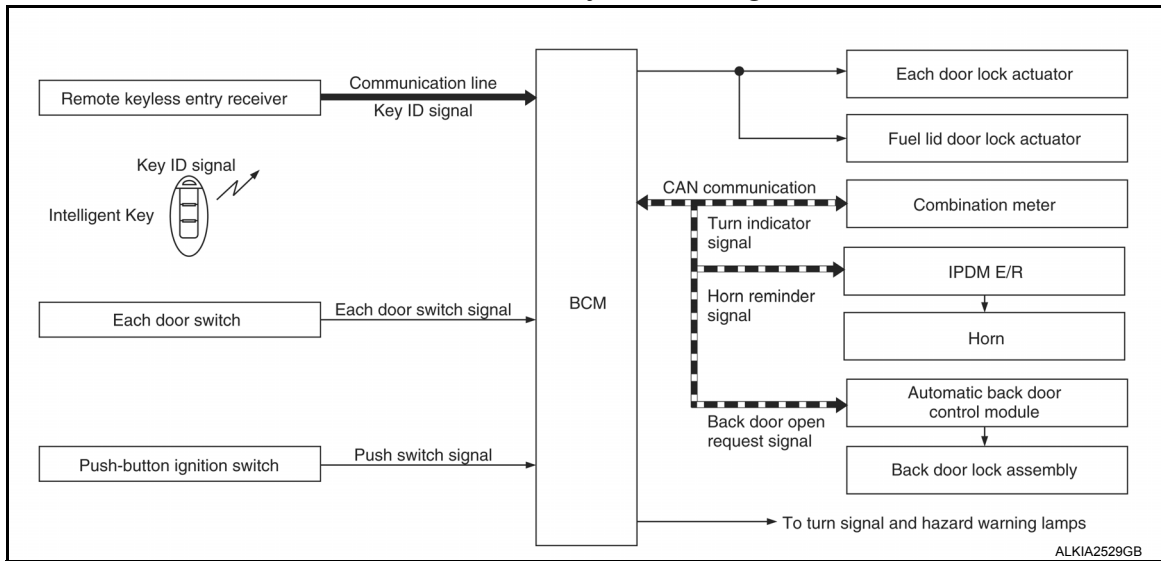 Remote keyless entry receiver
Communication line
Key ID signal
Key ID signal
Intelligent Key
Each door switch
Each door switch signal
Push-button ignition switch
Push switch signal
BCM
Each door lock actuator
Fuel lid door lock actuator
CAN communication
Combination meter
Turn indicator
signal
IPDM E/R
Horn reminder
signal
Horn
Automatic back door
control module
Back door open
request signal
Back door lock assembly
To turn signal and hazard warning lamps
ALKIA2529GB